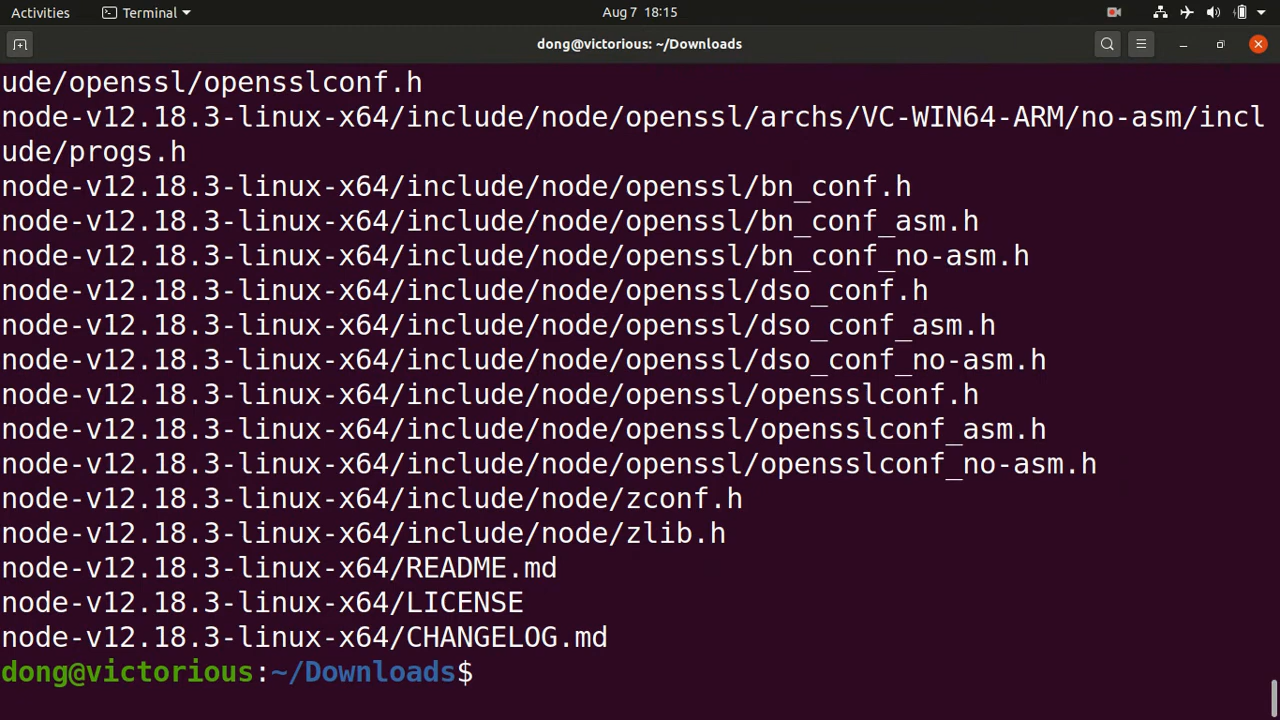 Activities Terminal Aug 7 18:15
dong@victorious: ~/Downloads
ude/openssl/opensslconf.h
node-v12.18.3-linux-x64/include/node/openssl/archs/VC-WIN64-ARM/no-asm/incl
ude/progs.h
node-v12.18.3-linux-x64/include/node/openssl/bn_conf.h
node-v12.18.3-linux-x64/include/node/openssl/bn_conf_asm.h
node-v12.18.3-linux-x64/include/node/openssl/bn_conf_no-asm.h
node-v12.18.3-linux-x64/include/node/openssl/dso_conf.h
node-v12.18.3-linux-x64/include/node/openssl/dso_conf_asm.h
node-v12.18.3-linux-x64/include/node/openssl/dso_conf_no-asm.h
node-v12.18.3-linux-x64/include/node/openssl/opensslconf.h
node-v12.18.3-linux-x64/include/node/openssl/opensslconf_asm.h
node-v12.18.3-linux-x64/include/node/openssl/opensslconf_no-asm.h
node-v12.18.3-linux-x64/include/node/zconf.h
node-v12.18.3-linux-x64/include/node/zlib.h
node-v12.18.3-linux-x64/README.md
node-v12.18.3-linux-x64/LICENSE
node-v12.18.3-linux-x64/CHANGELOG.md
dong@victorious:~/Downloads$